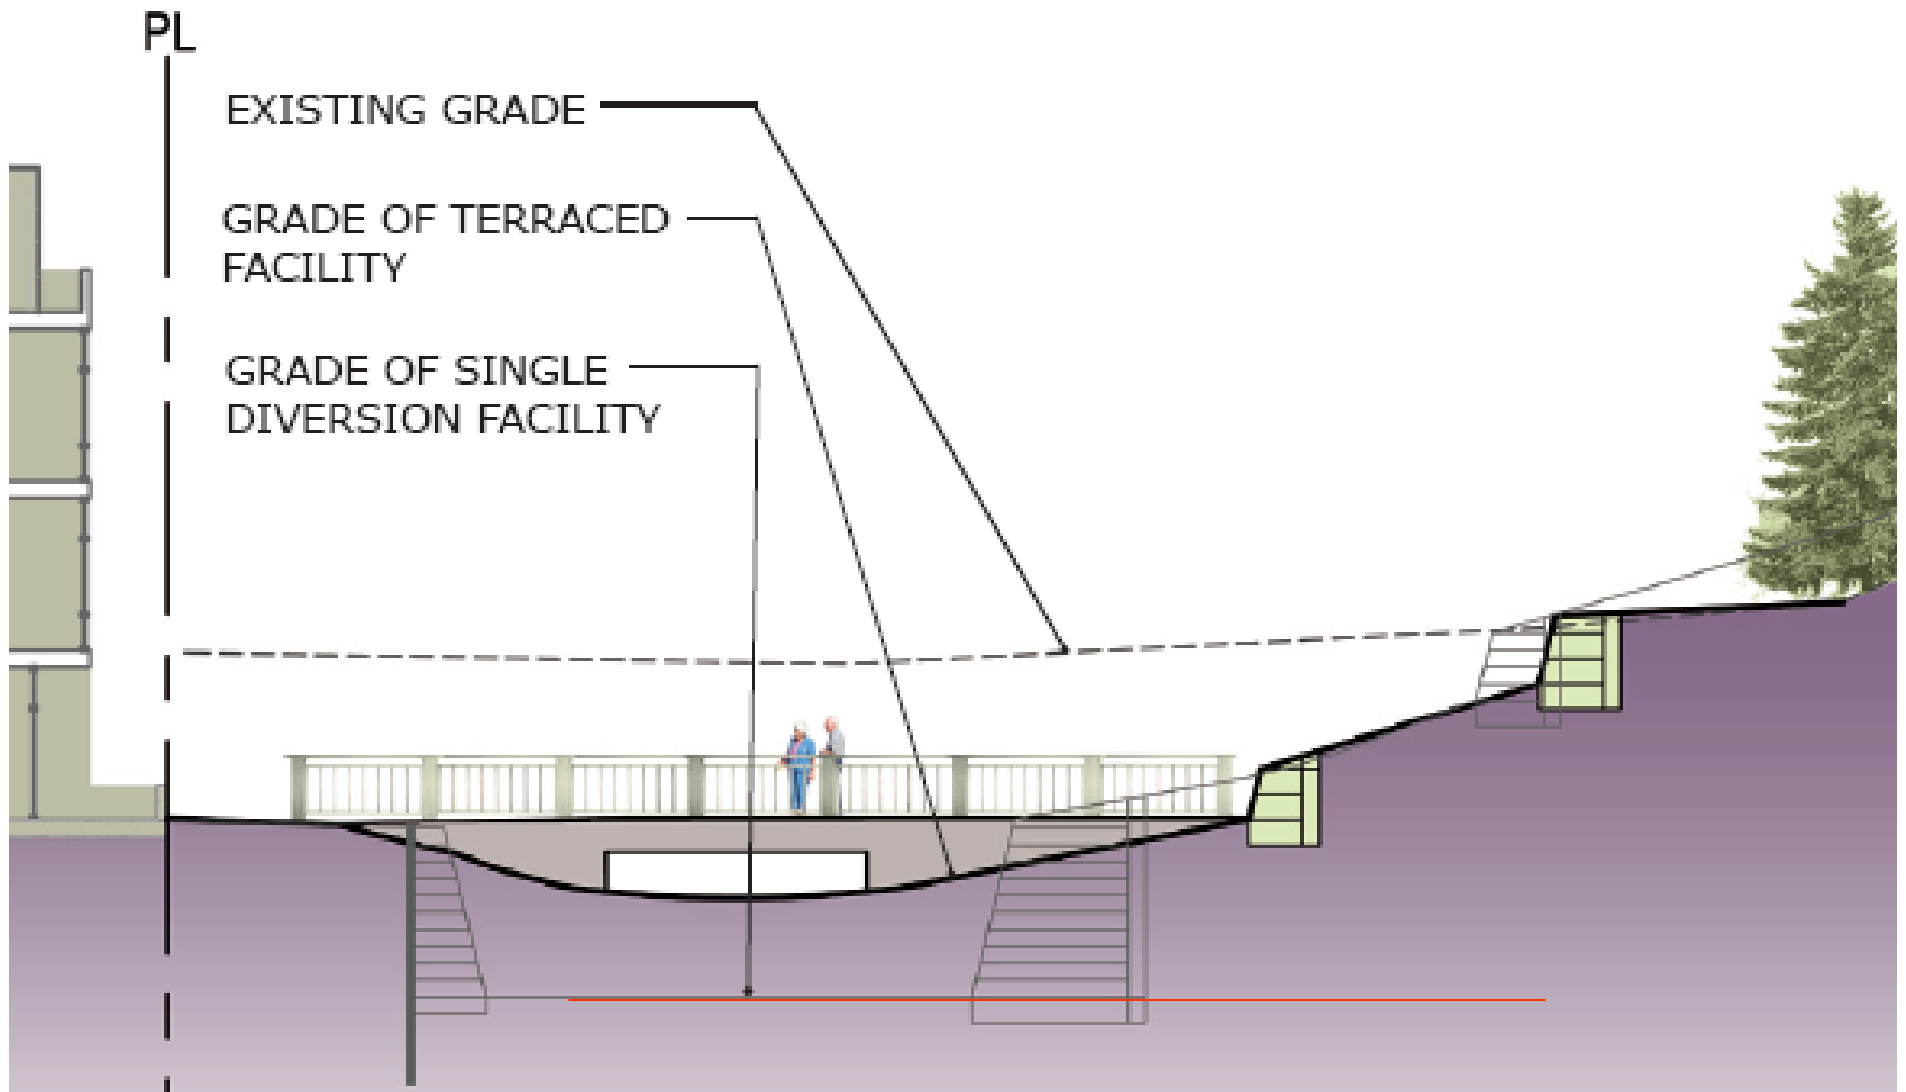 PL
EXISTING GRADE
GRADE OF TERRACED
FACILITY
GRADE OF SINGLE
DIVERSION FACILITY